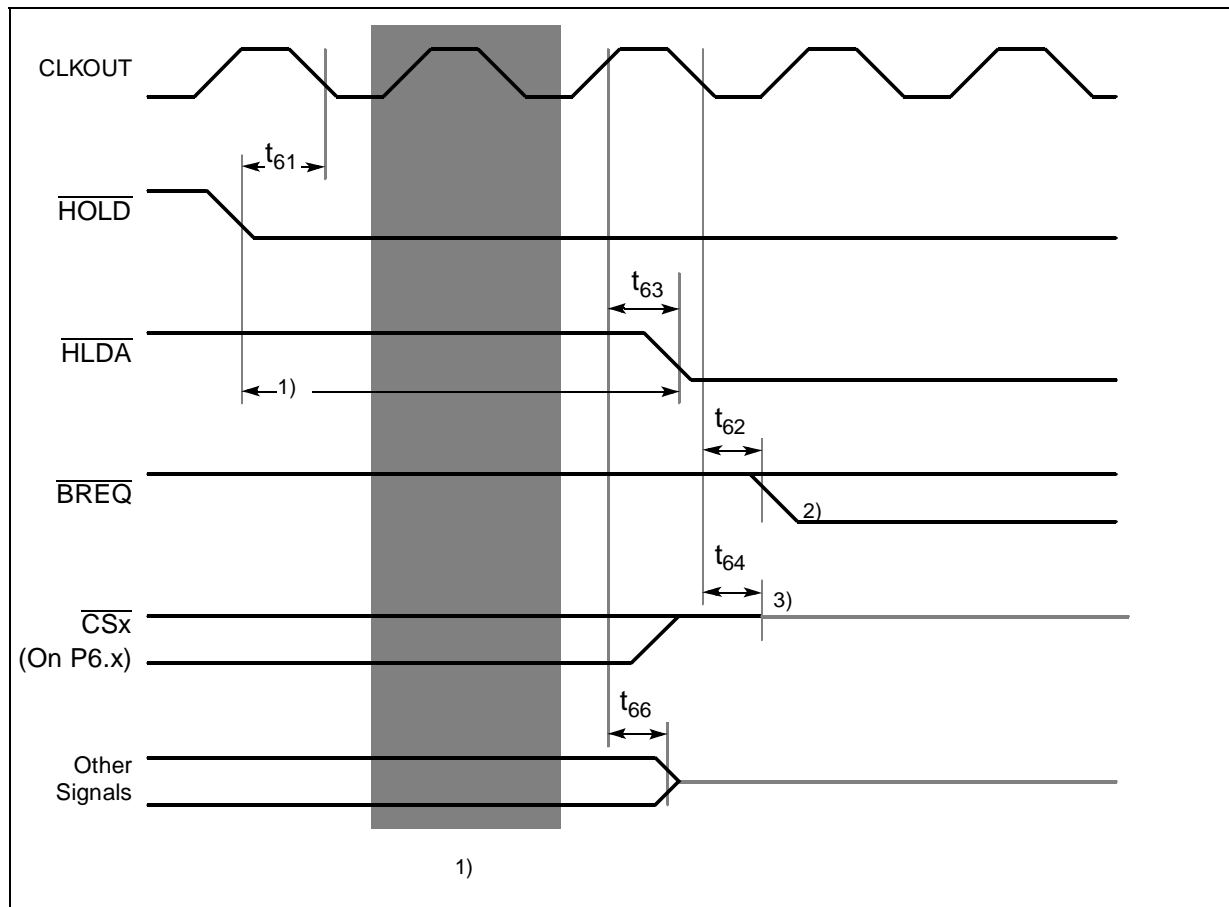 CLKOUT
t61
HOLD
t63
HLDA
1)
t62
BREQ
2)
t64
3)
CSx
(On P6.x)
t66
Other
Signals
1)